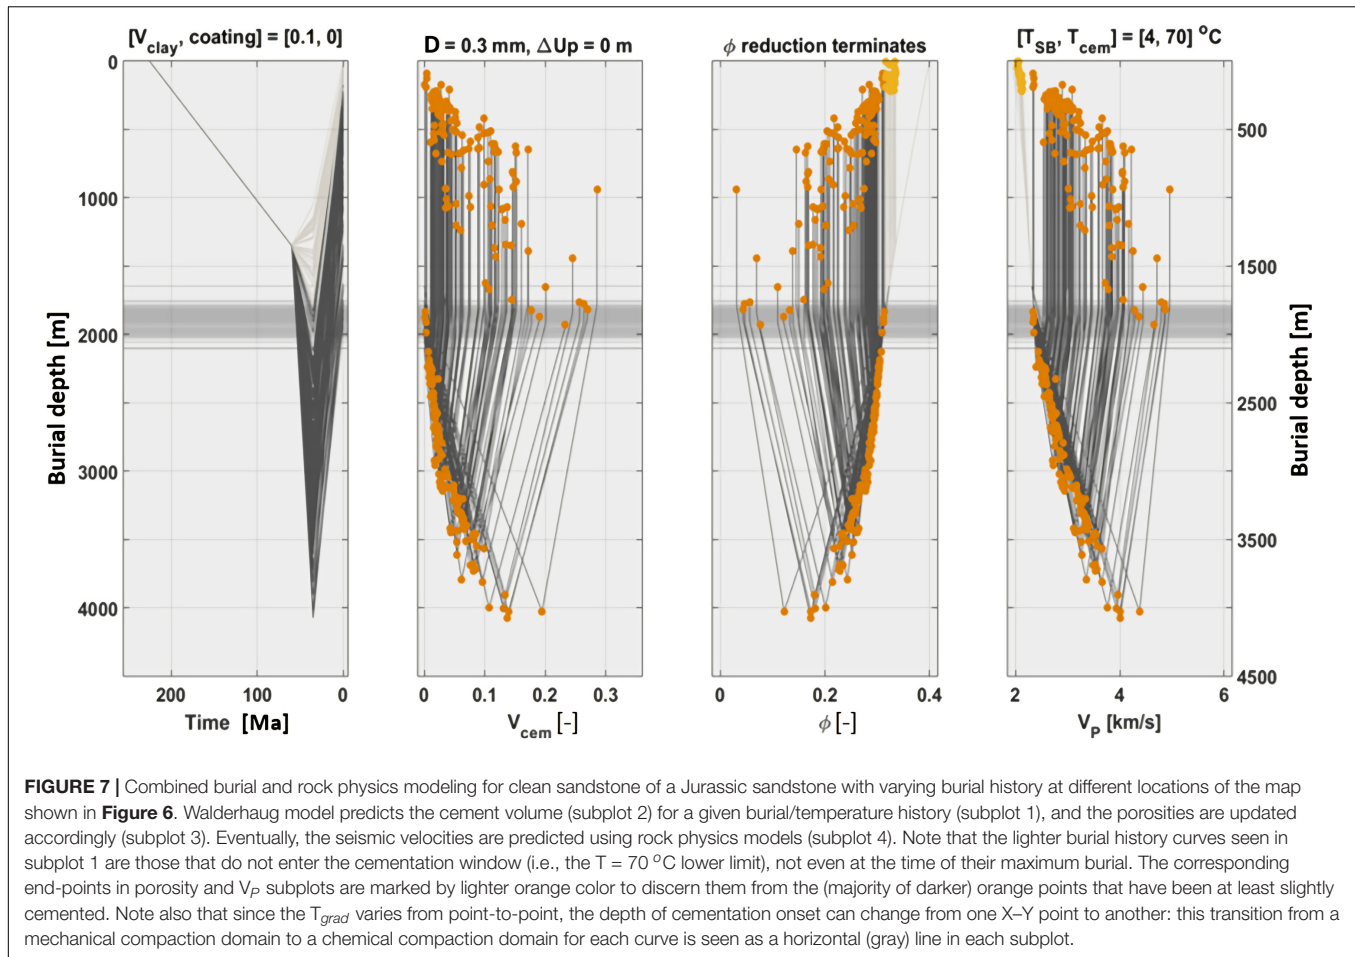 [V_clay, coating] = [0.1, 0]
D = 0.3 mm, ΔUp = 0 m
ϕ reduction terminates
[T_SB, T_cem] = [4, 70] °C
0
1000
2000
3000
4000
Burial depth [m]
500
1500
2500
3500
4500
Burial depth [m]
200 100 0
Time [Ma]
0 0.1 0.2 0.3
V_cem [-]
0 0.2 0.4
ϕ [-]
2 4 6
V_P [km/s]
FIGURE 7 | Combined burial and rock physics modeling for clean sandstone of a Jurassic sandstone with varying burial history at different locations of the map
shown in Figure 6. Walderhaug model predicts the cement volume (subplot 2) for a given burial/temperature history (subplot 1), and the porosities are updated
accordingly (subplot 3). Eventually, the seismic velocities are predicted using rock physics models (subplot 4). Note that the lighter burial history curves seen in
subplot 1 are those that do not enter the cementation window (i.e., the T = 70 °C lower limit), not even at the time of their maximum burial. The corresponding
end-points in porosity and V_P subplots are marked by lighter orange color to discern them from the (majority of darker) orange points that have been at least slightly
cemented. Note also that since the T_grad varies from point-to-point, the depth of cementation onset can change from one X–Y point to another: this transition from a
mechanical compaction domain to a chemical compaction domain for each curve is seen as a horizontal (gray) line in each subplot.